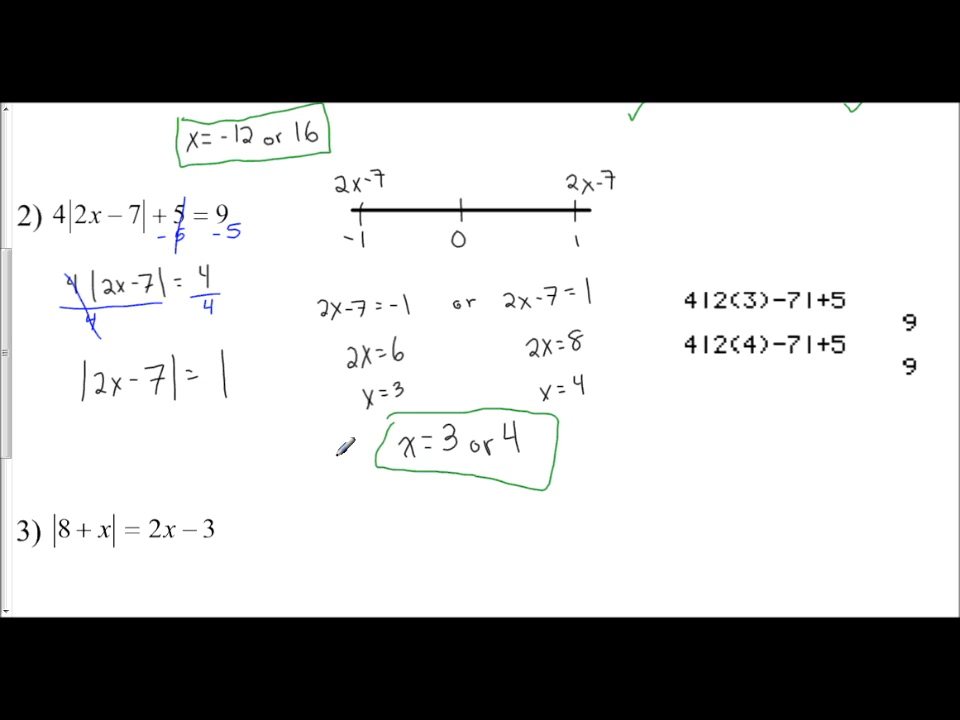 x = -12 or 16
2) 4|2x − 7| + 5 = 9
- 5 - 5
4|2x-7| = 4
4 4
|2x-7| = 1
2x-7 2x-7
-1 0 1
2x-7=-1 or 2x-7=1
2x=6 2x=8
x=3 x=4
x=3 or 4
4|2(3)-7|+5
9
4|2(4)-7|+5
9
3) |8 + x| = 2x − 3